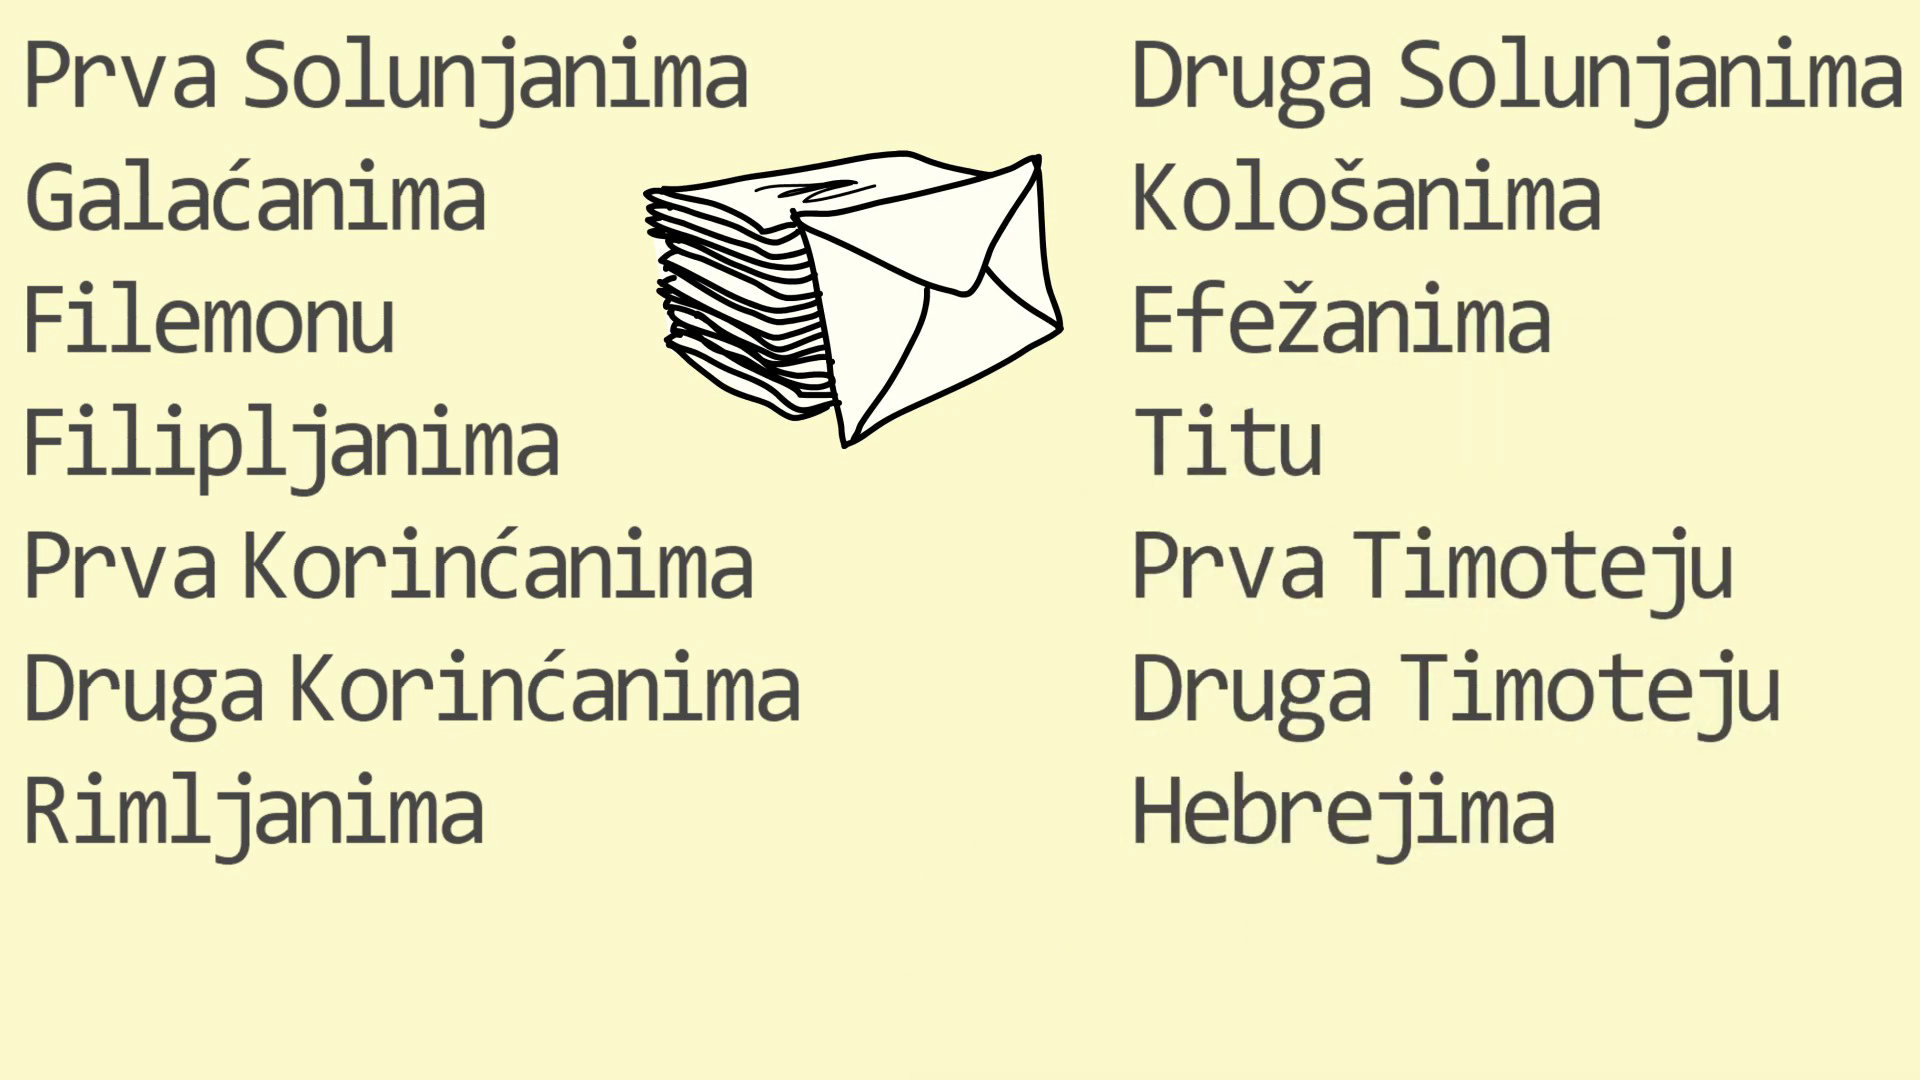 Prva Solunjanima
Galaćanima
Filemonu
Filipljanima
Prva Korinćanima
Druga Korinćanima
Rimljanima
Druga Solunjanima
Kološanima
Efežanima
Titu
Prva Timoteju
Druga Timoteju
Hebrejima